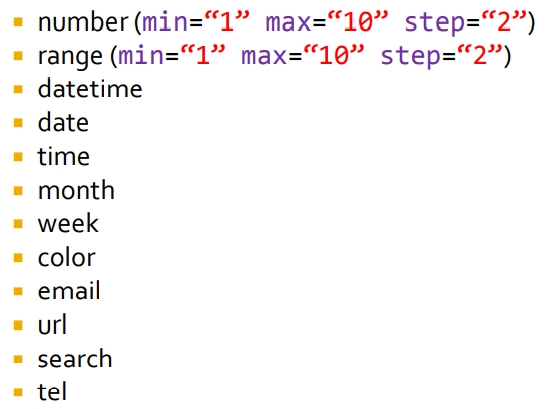 ▪ number (min=“1” max=“10” step=“2”)
▪ range (min=“1” max=“10” step=“2”)
▪ datetime
▪ date
▪ time
▪ month
▪ week
▪ color
▪ email
▪ url
▪ search
▪ tel